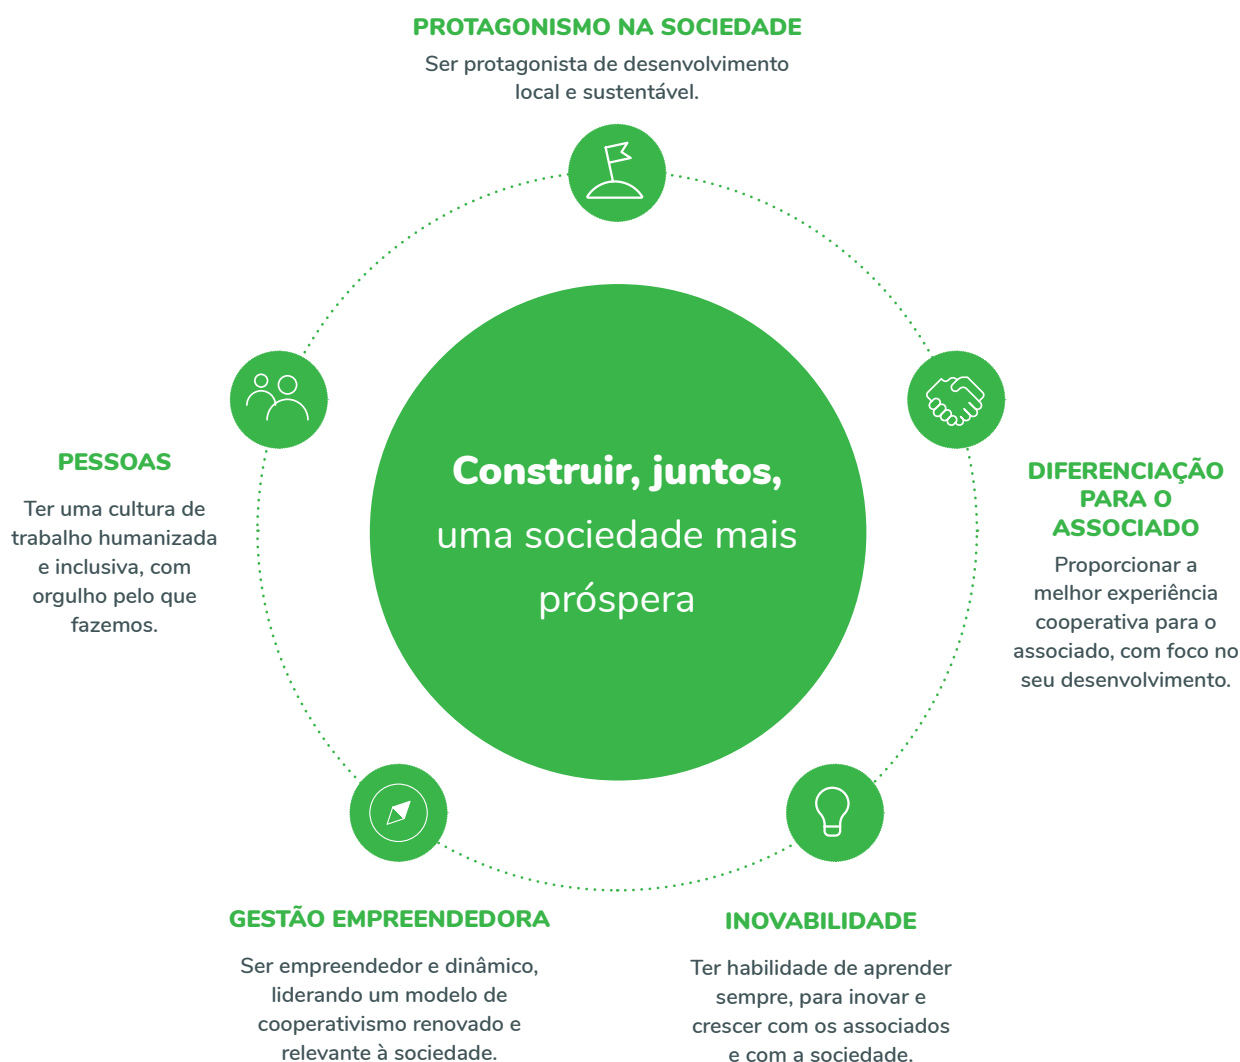 PROTAGONISMO NA SOCIEDADE
Ser protagonista de desenvolvimento
local e sustentável.
PESSOAS
Ter uma cultura de
trabalho humanizada
e inclusiva, com
orgulho pelo que
fazemos.
Construir, juntos,
uma sociedade mais
próspera
DIFERENCIAÇÃO
PARA O
ASSOCIADO
Proporcionar a
melhor experiência
cooperativa para o
associado, com foco no
seu desenvolvimento.
GESTÃO EMPREENDEDORA
Ser empreendedor e dinâmico,
liderando um modelo de
cooperativismo renovado e
relevante à sociedade.
INOVABILIDADE
Ter habilidade de aprender
sempre, para inovar e
crescer com os associados
e com a sociedade.